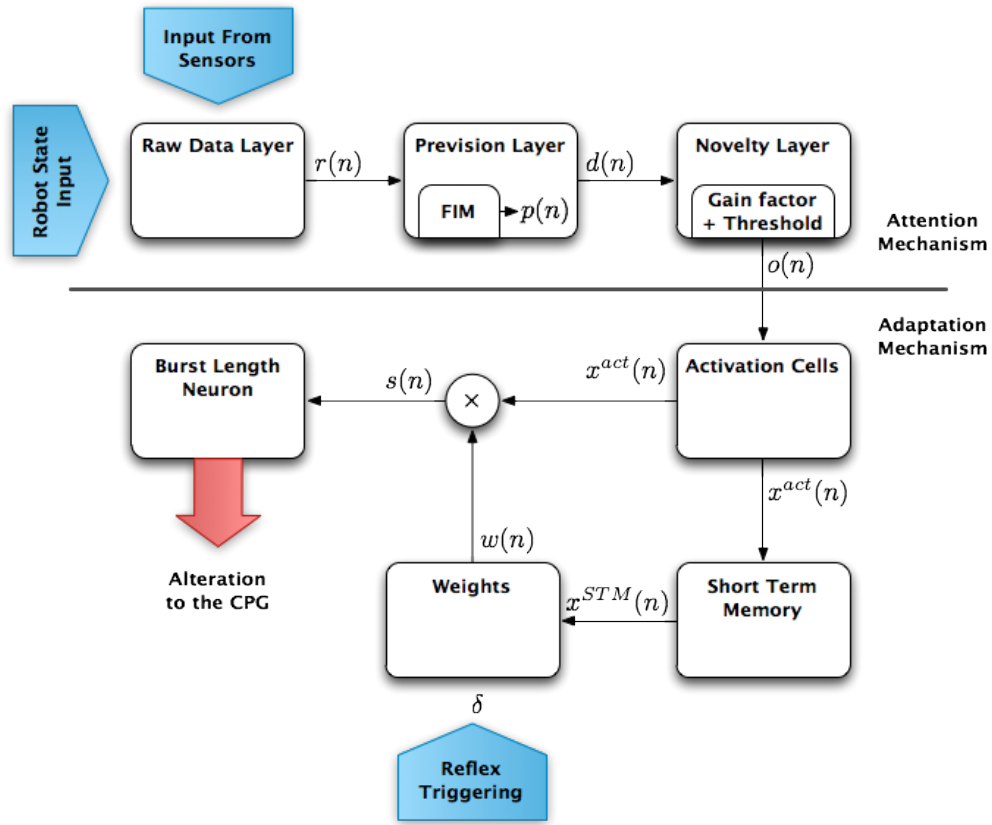 Input From
Sensors
Robot State
Input
Raw Data Layer
r(n)
Prevision Layer
FIM
p(n)
d(n)
Novelty Layer
Gain factor
+ Threshold
Attention
Mechanism
o(n)
Adaptation
Mechanism
Burst Length
Neuron
s(n)
×
x^{act}(n)
Activation Cells
x^{act}(n)
Alteration
to the CPG
w(n)
Weights
x^{STM}(n)
Short Term
Memory
δ
Reflex
Triggering